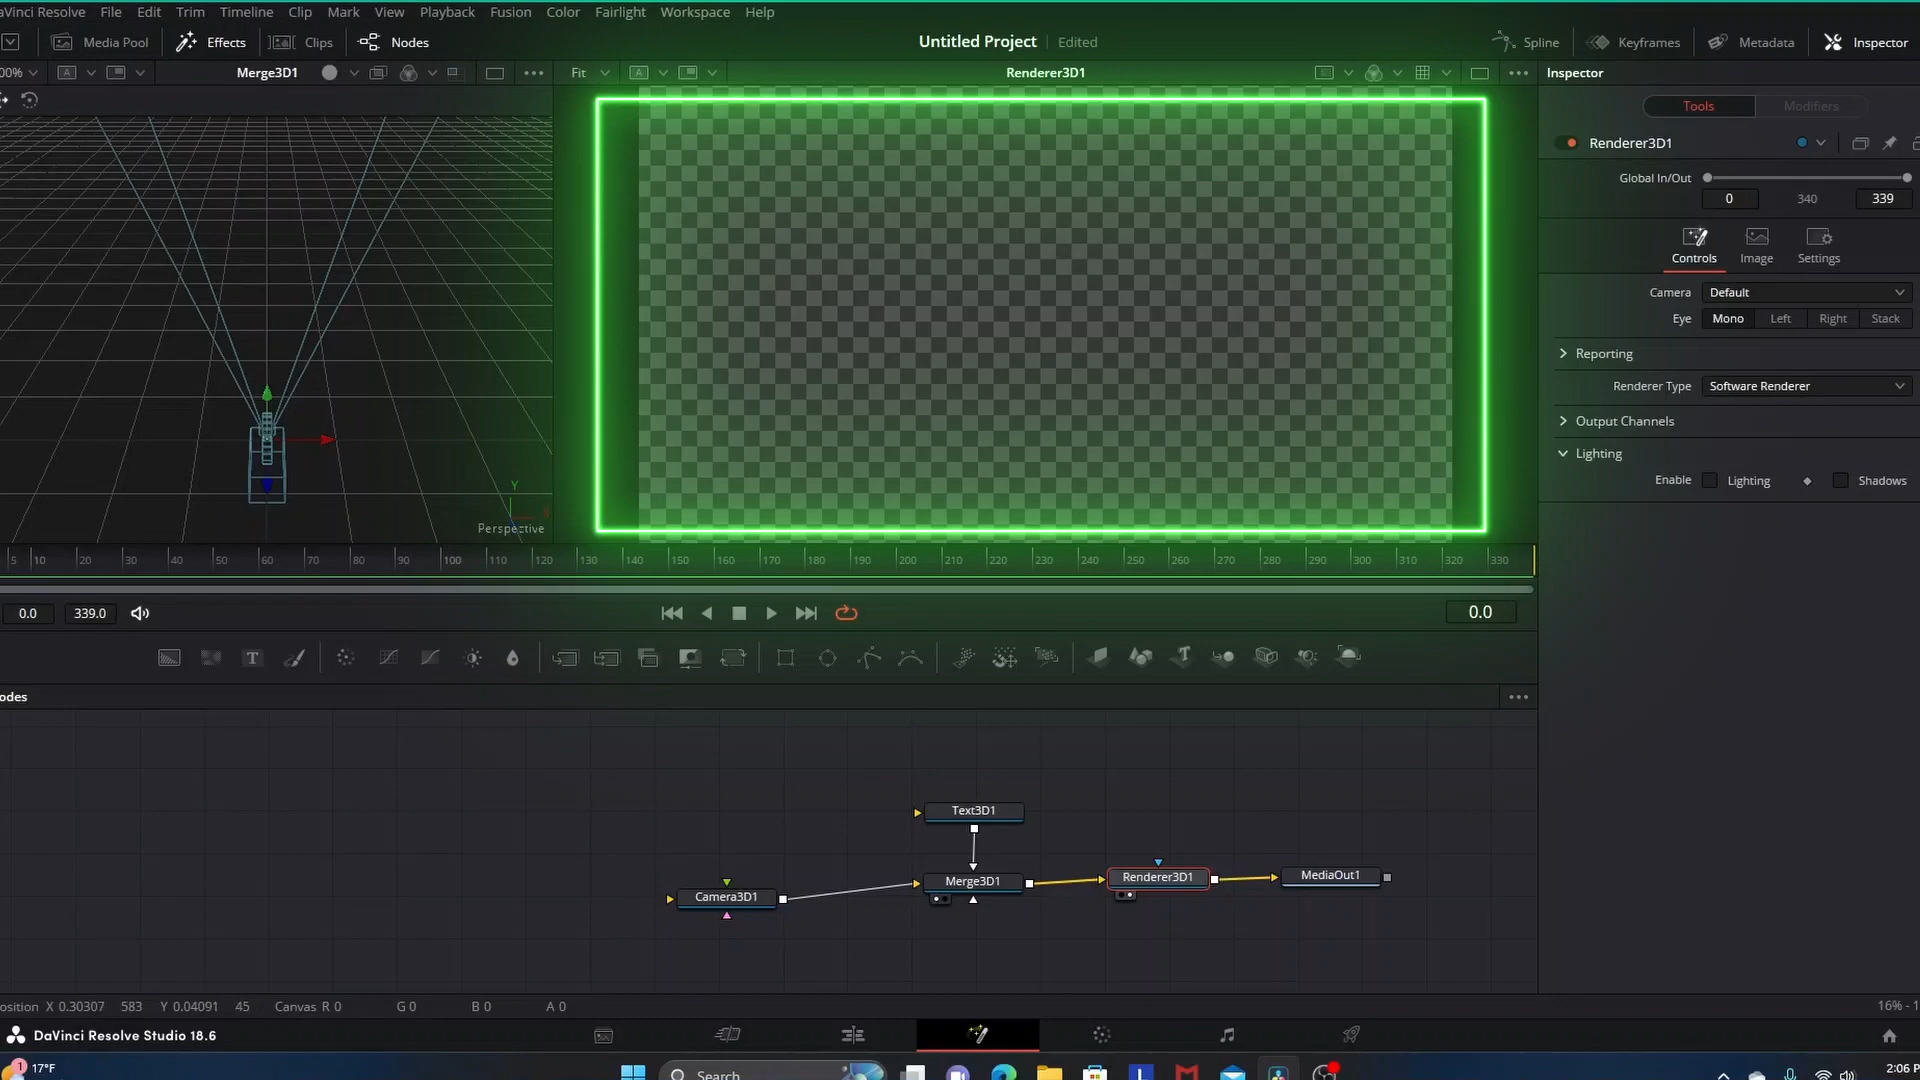 aVinci Resolve File Edit Trim Timeline Clip Mark View Playback Fusion Color Fairlight Workspace Help
Media Pool Effects Clips Nodes Untitled Project Edited Spline Keyframes Metadata Inspector
00% Merge3D1 Fit Renderer3D1 Inspector
Tools Modifiers
Renderer3D1
Global In/Out
0 340 339
Controls Image Settings
Camera Default
Eye Mono Left Right Stack
Reporting
Renderer Type Software Renderer
Output Channels
Lighting
Enable Lighting Shadows
Y
X
Perspective
5 10 20 30 40 50 60 70 80 90 100 110 120 130 140 150 160 170 180 190 200 210 220 230 240 250 260 270 280 290 300 310 320 330
0.0 339.0 0.0
odes
Text3D1
Merge3D1
Renderer3D1
MediaOut1
Camera3D1
osition X 0.30307 583 Y 0.04091 45 Canvas R 0 G 0 B 0 A 0 16% - 1
DaVinci Resolve Studio 18.6
1 17°F
Search
2:06 P